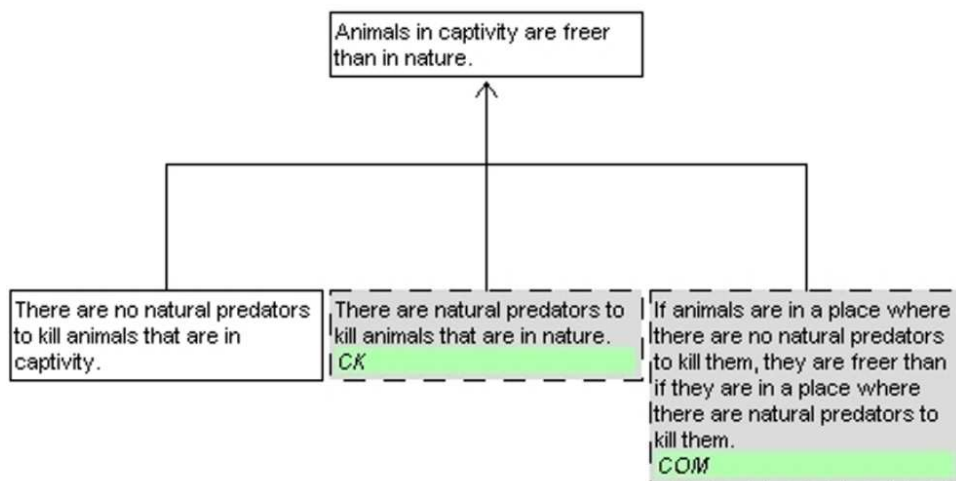 Animals in captivity are freer
than in nature.
There are no natural predators
to kill animals that are in
captivity.
There are natural predators to
kill animals that are in nature.
CK
If animals are in a place where
there are no natural predators
to kill them, they are freer than
if they are in a place where
there are natural predators to
kill them.
COM